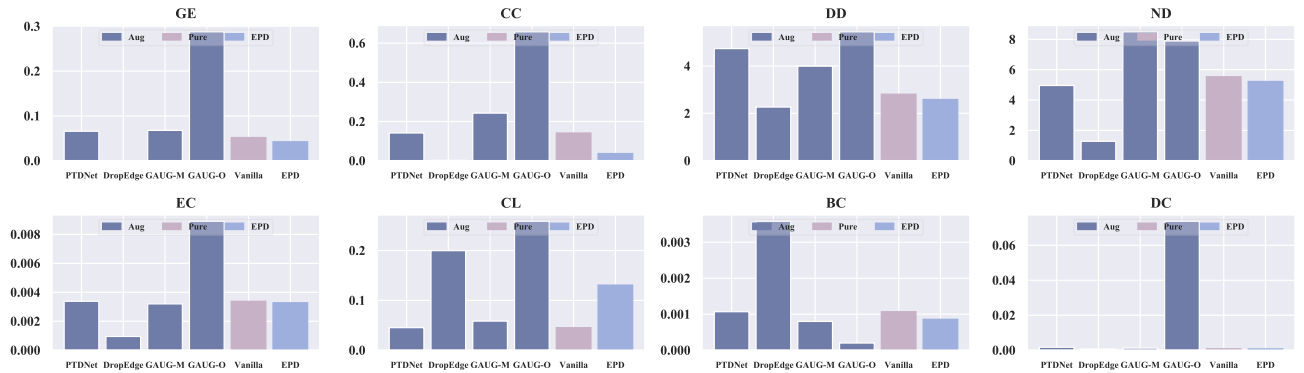 GE
0.3
0.2
0.1
0.0
Aug Pure EPD
PTDNet DropEdge GAUG-M GAUG-O Vanilla EPD
CC
0.6
0.4
0.2
0.0
Aug Pure EPD
PTDNet DropEdge GAUG-M GAUG-O Vanilla EPD
DD
4
2
0
Aug Pure EPD
PTDNet DropEdge GAUG-M GAUG-O Vanilla EPD
ND
8
6
4
2
0
Aug Pure EPD
PTDNet DropEdge GAUG-M GAUG-O Vanilla EPD
EC
0.008
0.006
0.004
0.002
0.000
Aug Pure EPD
PTDNet DropEdge GAUG-M GAUG-O Vanilla EPD
CL
0.2
0.1
0.0
Aug Pure EPD
PTDNet DropEdge GAUG-M GAUG-O Vanilla EPD
BC
0.003
0.002
0.001
0.000
Aug Pure EPD
PTDNet DropEdge GAUG-M GAUG-O Vanilla EPD
DC
0.06
0.04
0.02
0.00
Aug Pure EPD
PTDNet DropEdge GAUG-M GAUG-O Vanilla EPD